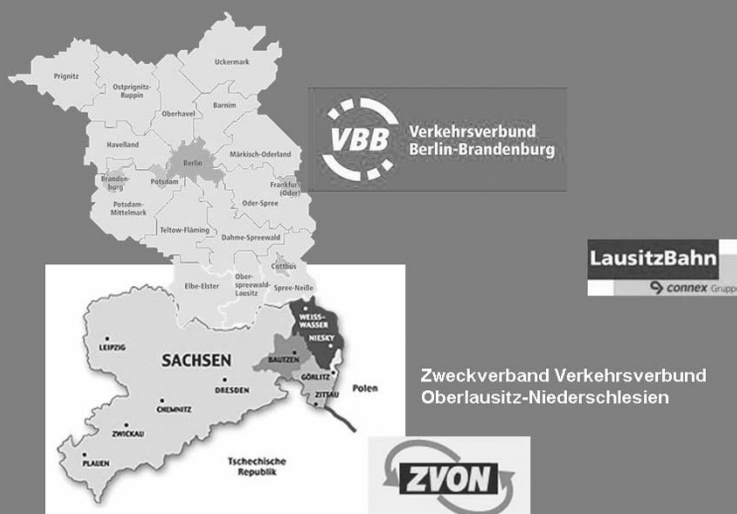 Uckermark
Prignitz
Ostprignitz-
Ruppin
Oberhavel
Barnim
Havelland
Berlin
Märkisch-Oderland
Branden-
burg
Potsdam
Frankfurt
(Oder)
Potsdam-
Mittelmark
Oder-Spree
Teltow-Fläming
Dahme-Spreewald
Cottbus
Elbe-Elster
Ober-
spreewald-
Lausitz
Spree-Neiße
VBB
Verkehrsverbund
Berlin-Brandenburg
LausitzBahn
connex Gruppe
WEISS-
WASSER
NIESKY
LEIPZIG
SACHSEN
BAUTZEN
GÖRLITZ
DRESDEN
ZITTAU
Polen
CHEMNITZ
ZWICKAU
PLAUEN
Tschechische
Republik
Zweckverband Verkehrsverbund
Oberlausitz-Niederschlesien
ZVON